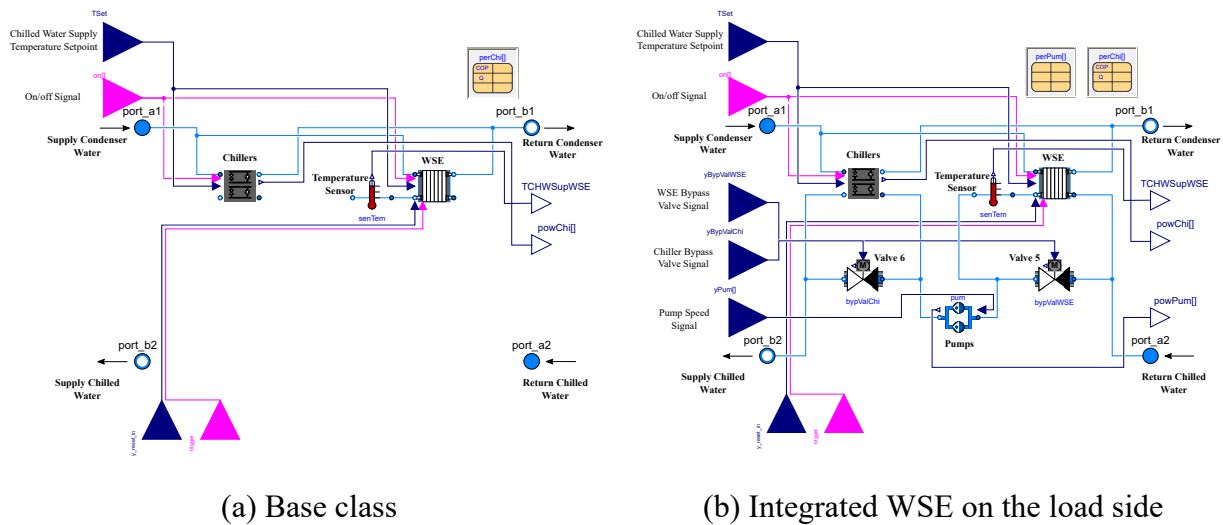 TSet
Chilled Water Supply
Temperature Setpoint
perChi[]
COP
Q
on[]
On/off Signal
port_a1
port_b1
Supply Condenser
Water
Return Condenser
Water
Chillers
Temperature
Sensor
WSE
senTem
TCHWSupWSE
powChi[]
port_b2
port_a2
Supply Chilled
Water
Return Chilled
Water
y_reset_in
trigger
(a) Base class
TSet
Chilled Water Supply
Temperature Setpoint
perPum[]
perChi[]
COP
Q
on[]
On/off Signal
port_a1
port_b1
Supply Condenser
Water
Return Condenser
Water
Chillers
Temperature
Sensor
WSE
yBypValWSE
WSE Bypass
Valve Signal
senTem
TCHWSupWSE
powChi[]
yBypValChi
Chiller Bypass
Valve Signal
M
Valve 6
Valve 5
M
bypValChi
bypValWSE
yPum[]
Pump Speed
Signal
pum
Pumps
powPum[]
port_b2
port_a2
Supply Chilled
Water
Return Chilled
Water
y_reset_in
trigger
(b) Integrated WSE on the load side